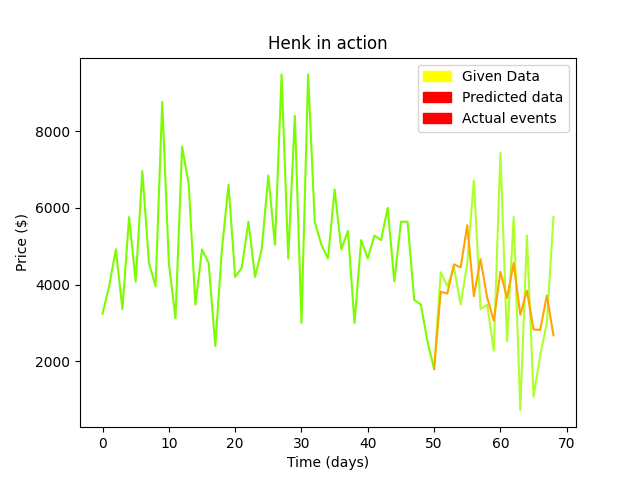 Henk in action
Given Data
Predicted data
Actual events
Price ($)
8000
6000
4000
2000
0 10 20 30 40 50 60 70
Time (days)